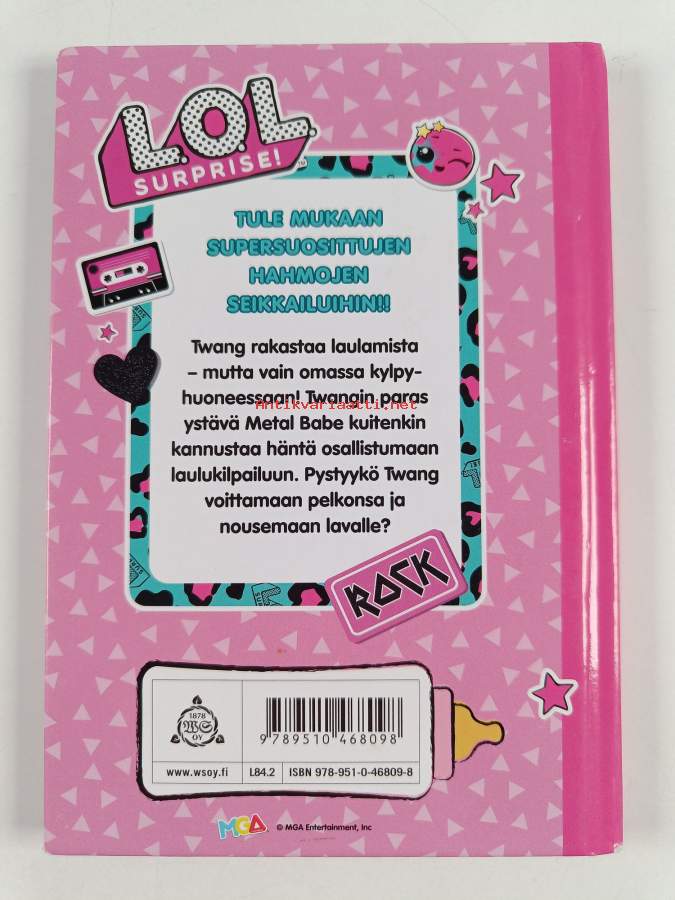 L.O.L.
SURPRISE!
TM
TULE MUKAAN
SUPERSUOSITTUJEN
HAHMOJEN
SEIKKAILUIHIN!!
Twang rakastaa laulamista
– mutta vain omassa kylpy-
huoneessaan! Twangin paras
Antikvariaatti.net
ystävä Metal Babe kuitenkin
kannustaa häntä osallistumaan
laulukilpailuun. Pystyykö Twang
voittamaan pelkonsa ja
nousemaan lavalle?
ROCK
1878
WS
OY
9 789510 468098
www.wsoy.fi
L84.2
ISBN 978-951-0-46809-8
MGA
© MGA Entertainment, Inc